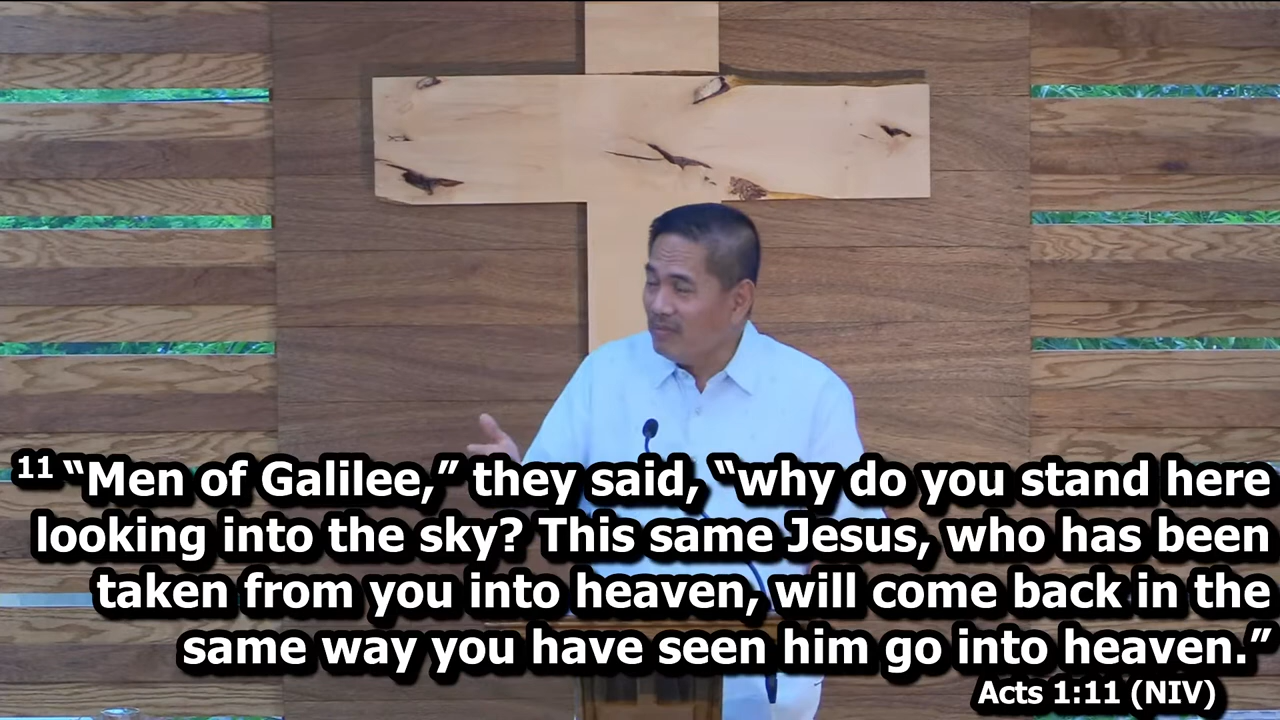 11 “Men of Galilee,” they said, “why do you stand here
looking into the sky? This same Jesus, who has been
taken from you into heaven, will come back in the
same way you have seen him go into heaven.”
Acts 1:11 (NIV)